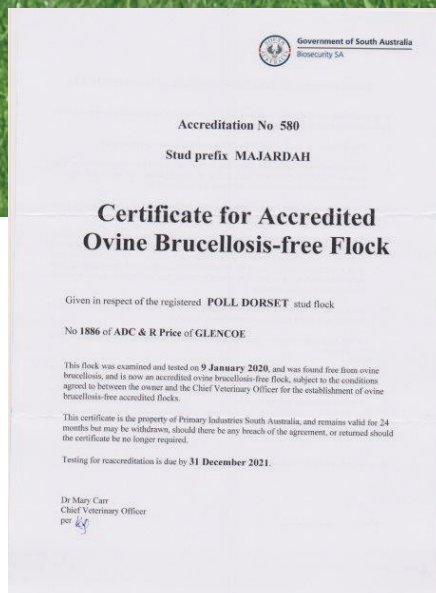 Government of South Australia
Biosecurity SA
Accreditation No 580
Stud prefix MAJARDAH
Certificate for Accredited
Ovine Brucellosis-free Flock
Given in respect of the registered POLL DORSET stud flock
No 1886 of ADC & R Price of GLENCOE
This flock was examined and tested on 9 January 2020, and was found free from ovine
brucellosis, and is now an accredited ovine brucellosis-free flock, subject to the conditions
agreed to between the owner and the Chief Veterinary Officer for the establishment of ovine
brucellosis-free accredited flocks.
This certificate is the property of Primary Industries South Australia, and remains valid for 24
months but may be withdrawn, should there be any breach of the agreement, or returned should
the certificate be no longer required.
Testing for reaccreditation is due by 31 December 2021.
Dr Mary Carr
Chief Veterinary Officer
per